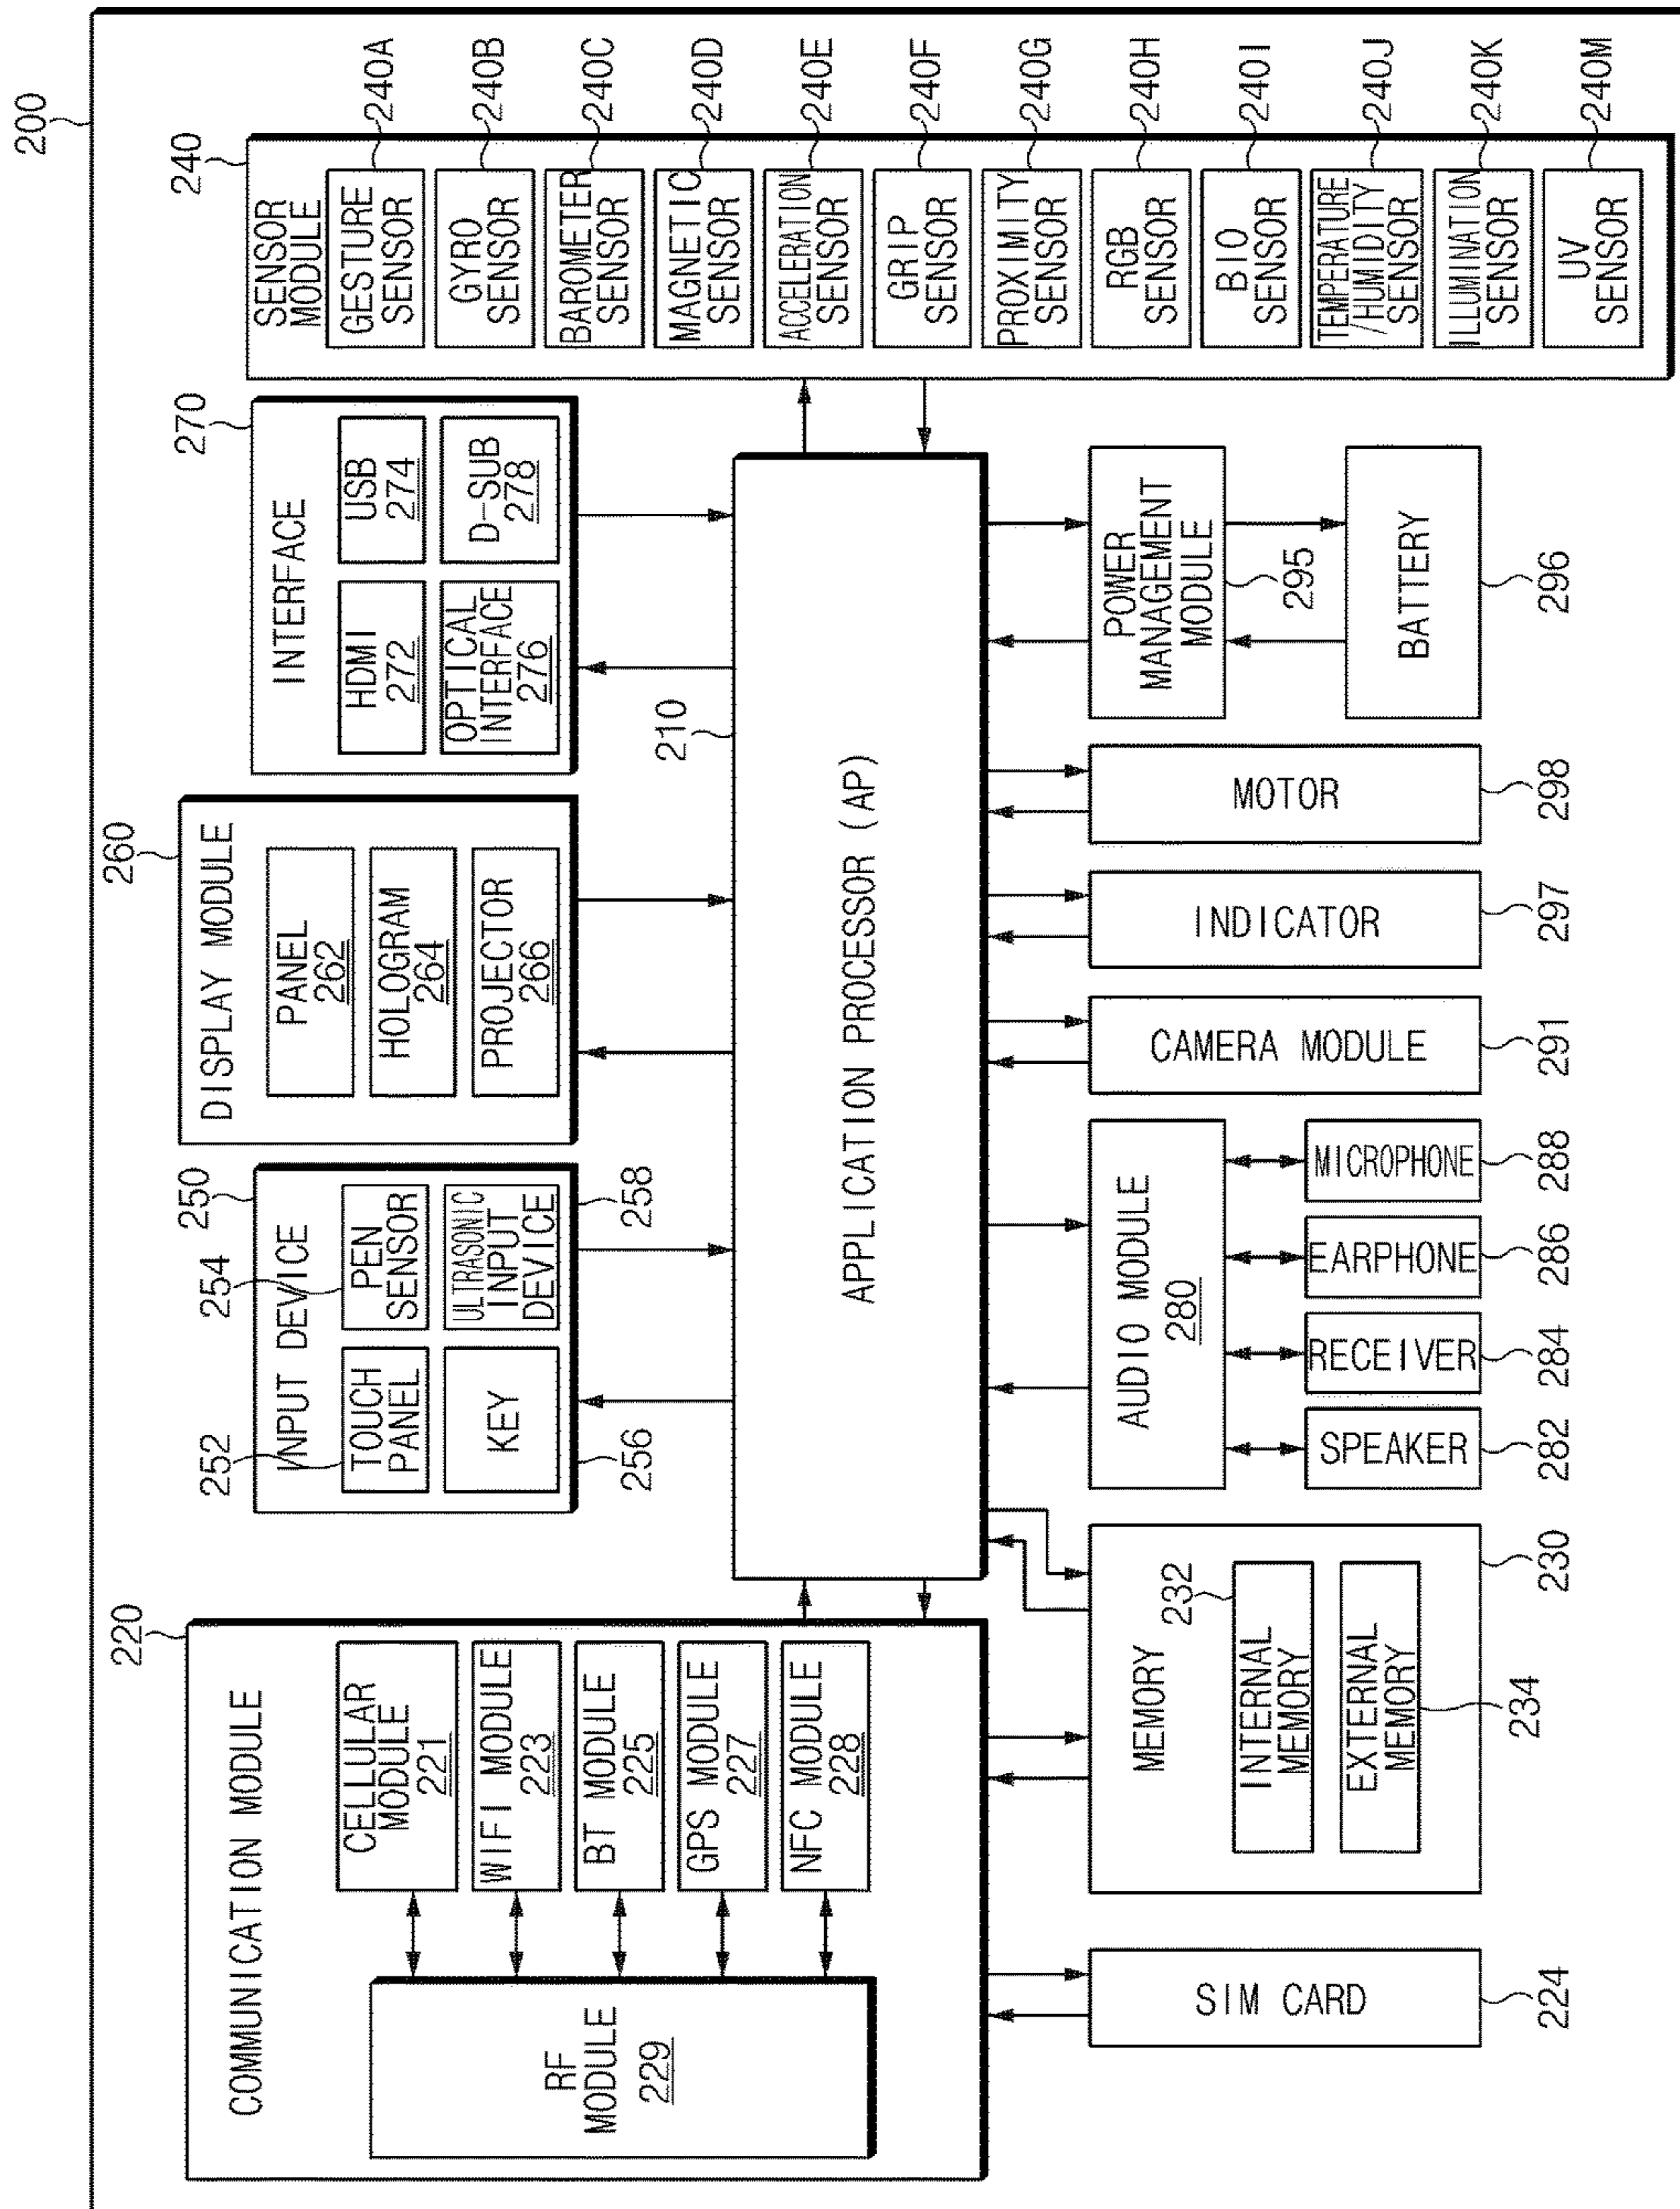 200
220
COMMUNICATION MODULE
RF
MODULE
229
CELLULAR
MODULE
221
WIFI MODULE
223
BT MODULE
225
GPS MODULE
227
NFC MODULE
228
250
INPUT DEVICE
252
254
TOUCH
PANEL
PEN
SENSOR
KEY
ULTRASONIC
INPUT
DEVICE
256
258
260
DISPLAY MODULE
PANEL
262
HOLOGRAM
264
PROJECTOR
266
270
INTERFACE
HDMI
272
USB
274
OPTICAL
INTERFACE
276
D-SUB
278
240
SENSOR
MODULE
GESTURE
SENSOR
240A
GYRO
SENSOR
240B
BAROMETER
SENSOR
240C
MAGNETIC
SENSOR
240D
ACCELERATION
SENSOR
240E
GRIP
SENSOR
240F
PROXIMITY
SENSOR
240G
RGB
SENSOR
240H
BIO
SENSOR
240I
TEMPERATURE
/HUMIDITY
SENSOR
240J
ILLUMINATION
SENSOR
240K
UV
SENSOR
240M
210
APPLICATION PROCESSOR (AP)
SIM CARD
224
MEMORY
232
INTERNAL
MEMORY
EXTERNAL
MEMORY
234
230
AUDIO MODULE
280
SPEAKER
282
RECEIVER
284
EARPHONE
286
MICROPHONE
288
CAMERA MODULE
291
INDICATOR
297
MOTOR
298
POWER
MANAGEMENT
MODULE
295
BATTERY
296